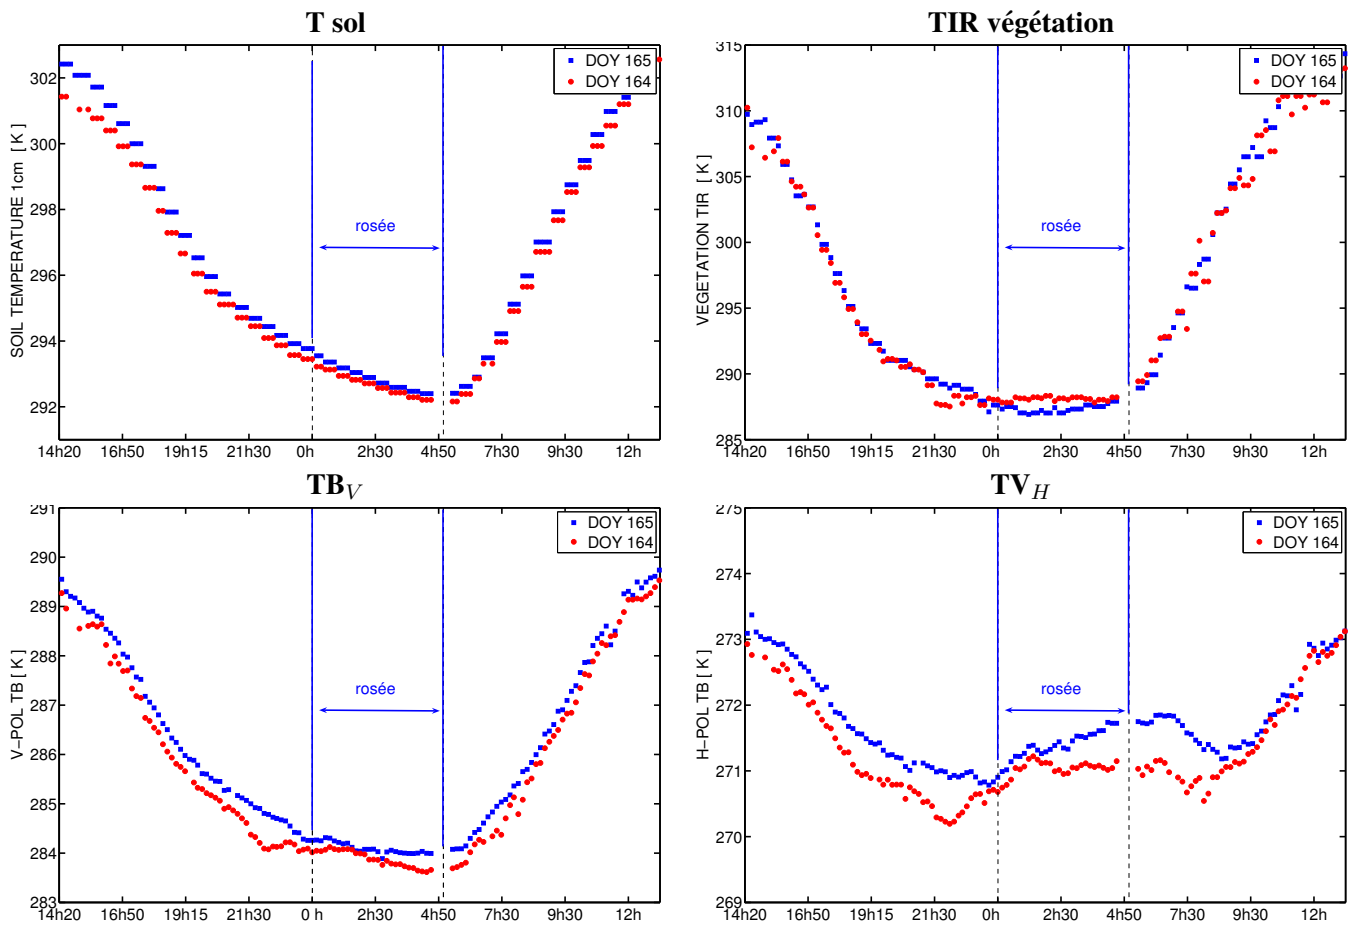 T sol
DOY 165
DOY 164
rosée
SOIL TEMPERATURE 1cm [ K ]
302
300
298
296
294
292
14h20 16h50 19h15 21h30 0h 2h30 4h50 7h30 9h30 12h
TIR végétation
DOY 165
DOY 164
rosée
VEGETATION TIR [ K ]
315
310
305
300
295
290
285
14h20 16h50 19h15 21h30 0h 2h30 4h50 7h30 9h30 12h
TB_V
DOY 165
DOY 164
rosée
V−POL TB [ K ]
291
290
289
288
287
286
285
284
283
14h20 16h50 19h15 21h30 0 h 2h30 4h50 7h30 9h30 12h
TV_H
DOY 165
DOY 164
rosée
H−POL TB [ K ]
275
274
273
272
271
270
269
14h20 16h50 19h15 21h30 0h 2h30 4h50 7h30 9h30 12h